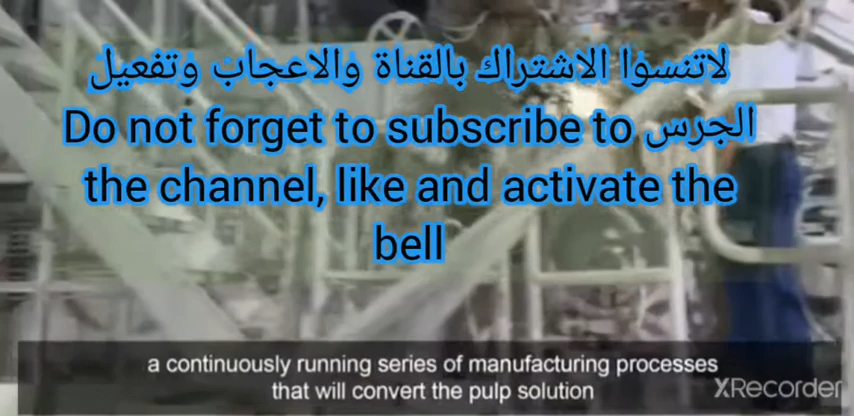 لاتنسوا الاشتراك بالقناة والاعجاب وتفعيل
الجرس Do not forget to subscribe to
the channel, like and activate the
bell
a continuously running series of manufacturing processes
that will convert the pulp solution
XRecorder